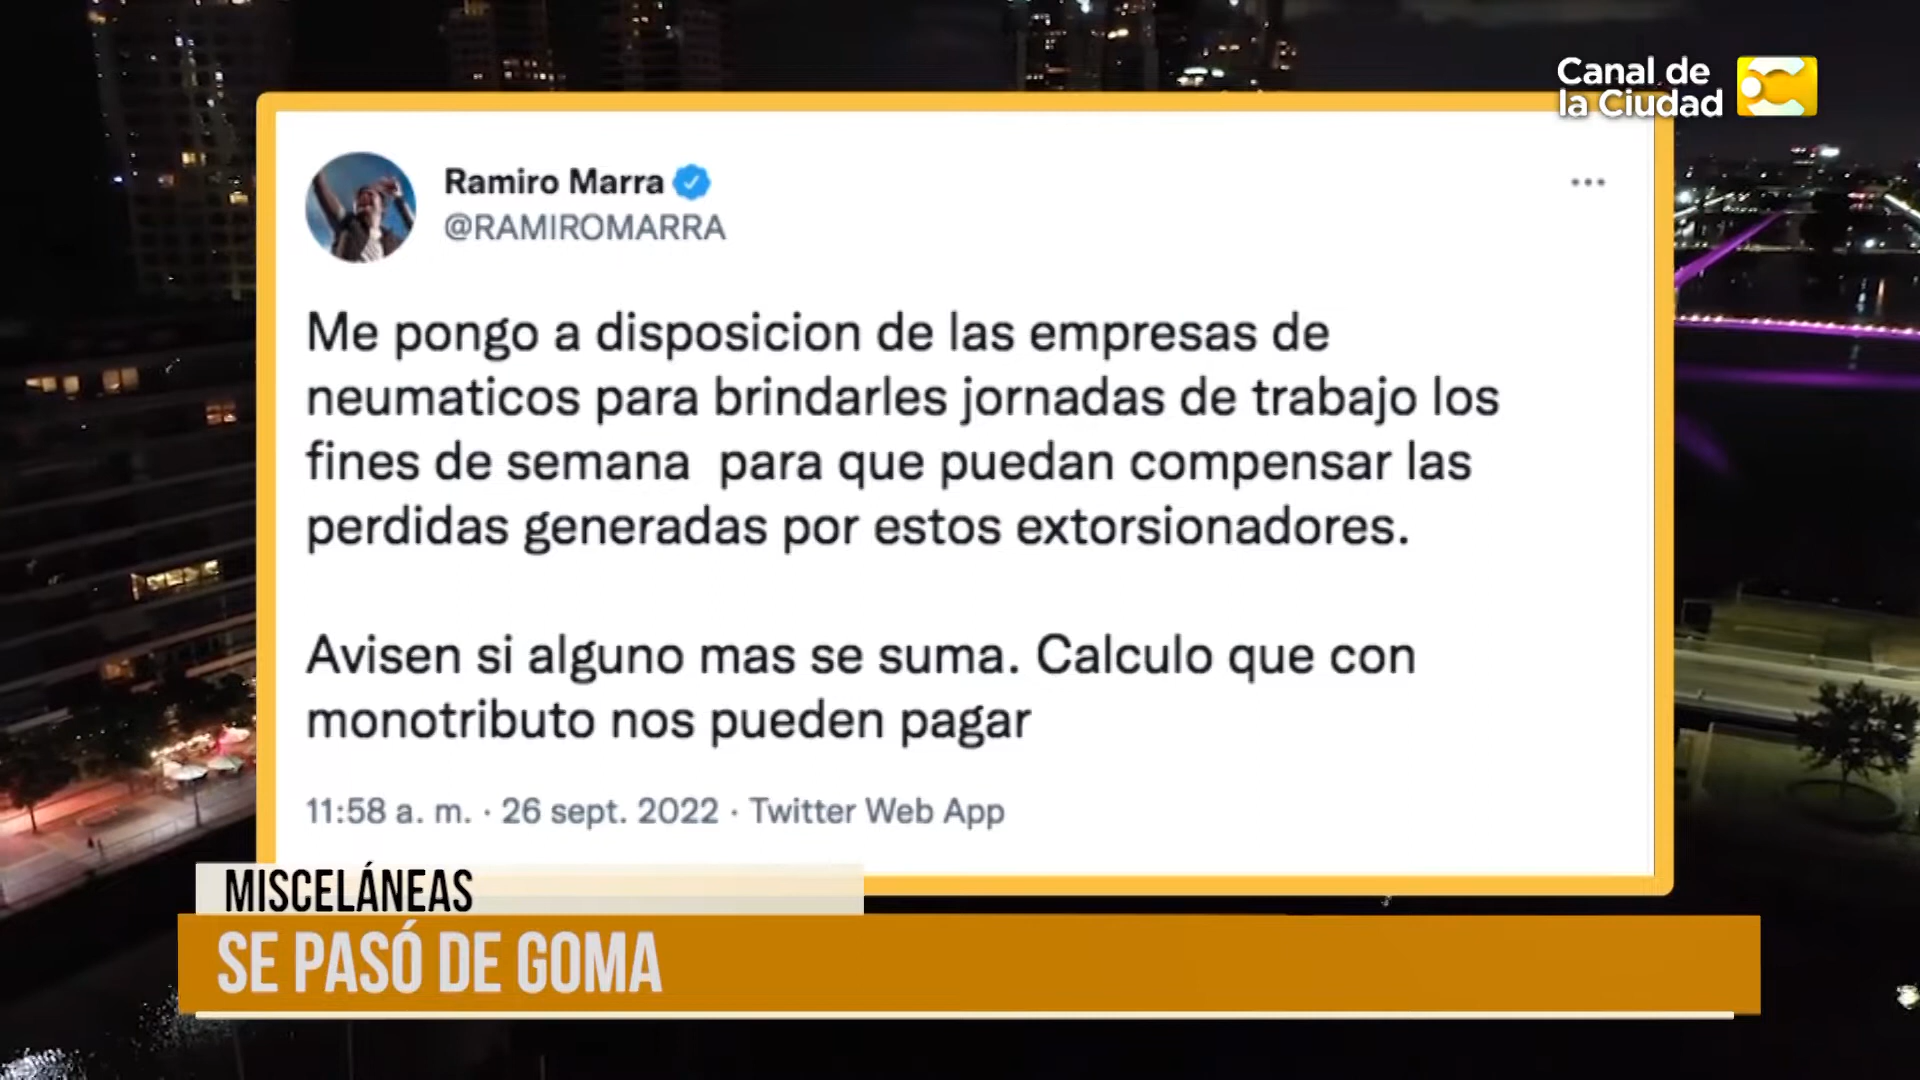 Canal de
la Ciudad
Ramiro Marra
@RAMIROMARRA
Me pongo a disposicion de las empresas de
neumaticos para brindarles jornadas de trabajo los
fines de semana  para que puedan compensar las
perdidas generadas por estos extorsionadores.
Avisen si alguno mas se suma. Calculo que con
monotributo nos pueden pagar
11:58 a. m. · 26 sept. 2022 · Twitter Web App
MISCELÁNEAS
SE PASÓ DE GOMA